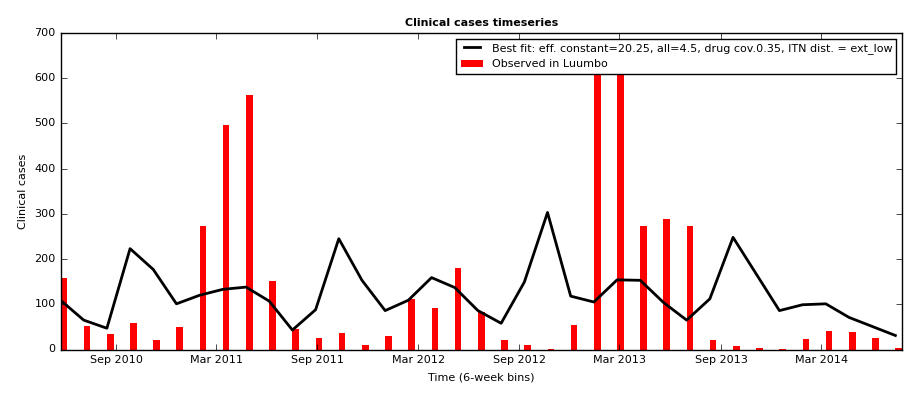 Clinical cases timeseries
Best fit: eff. constant=20.25, all=4.5, drug cov.0.35, ITN dist. = ext_low
Observed in Luumbo
700
600
500
400
300
200
100
0
Clinical cases
Sep 2010 Mar 2011 Sep 2011 Mar 2012 Sep 2012 Mar 2013 Sep 2013 Mar 2014
Time (6-week bins)